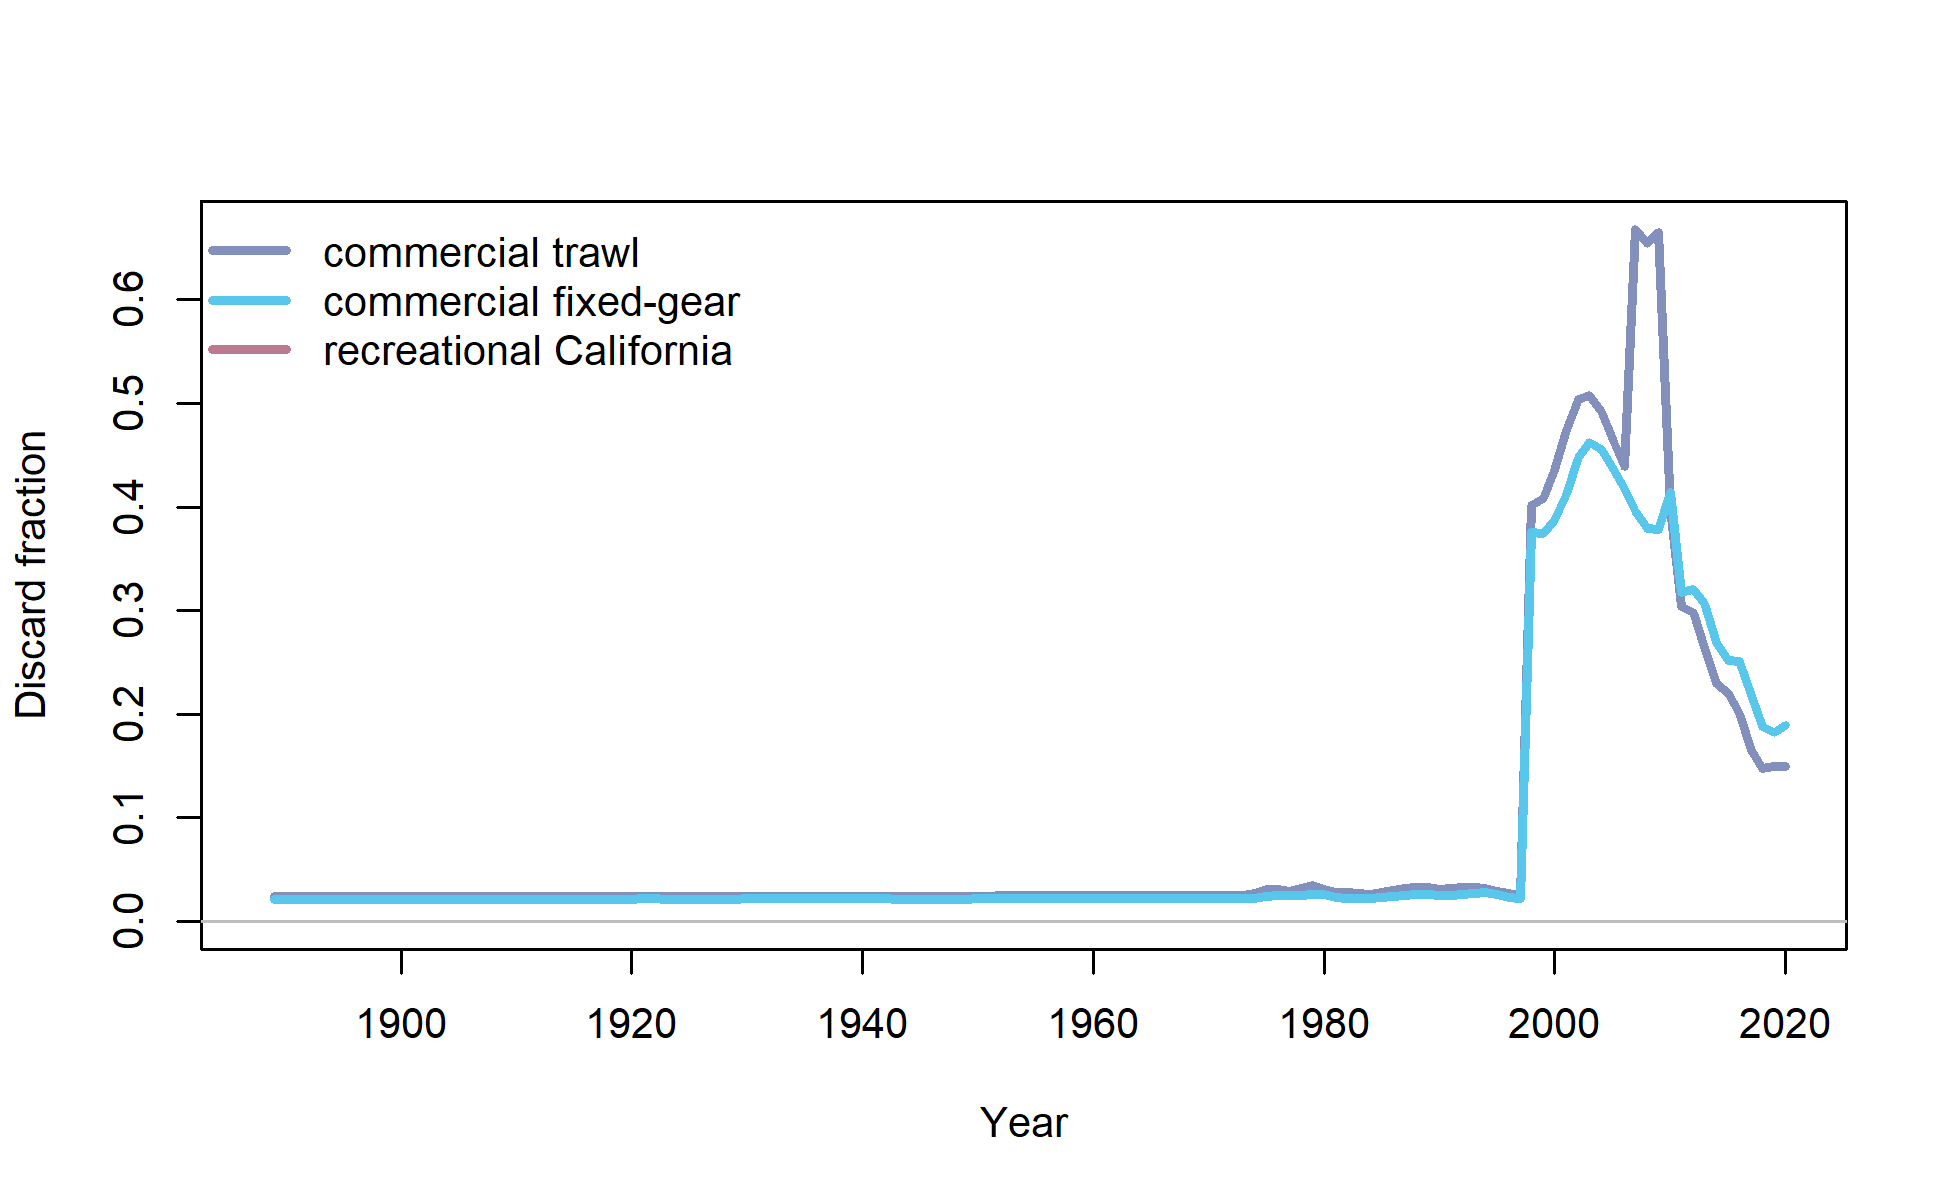 commercial trawl
commercial fixed-gear
recreational California
Discard fraction
0.6
0.5
0.4
0.3
0.2
0.1
0.0
1900 1920 1940 1960 1980 2000 2020
Year